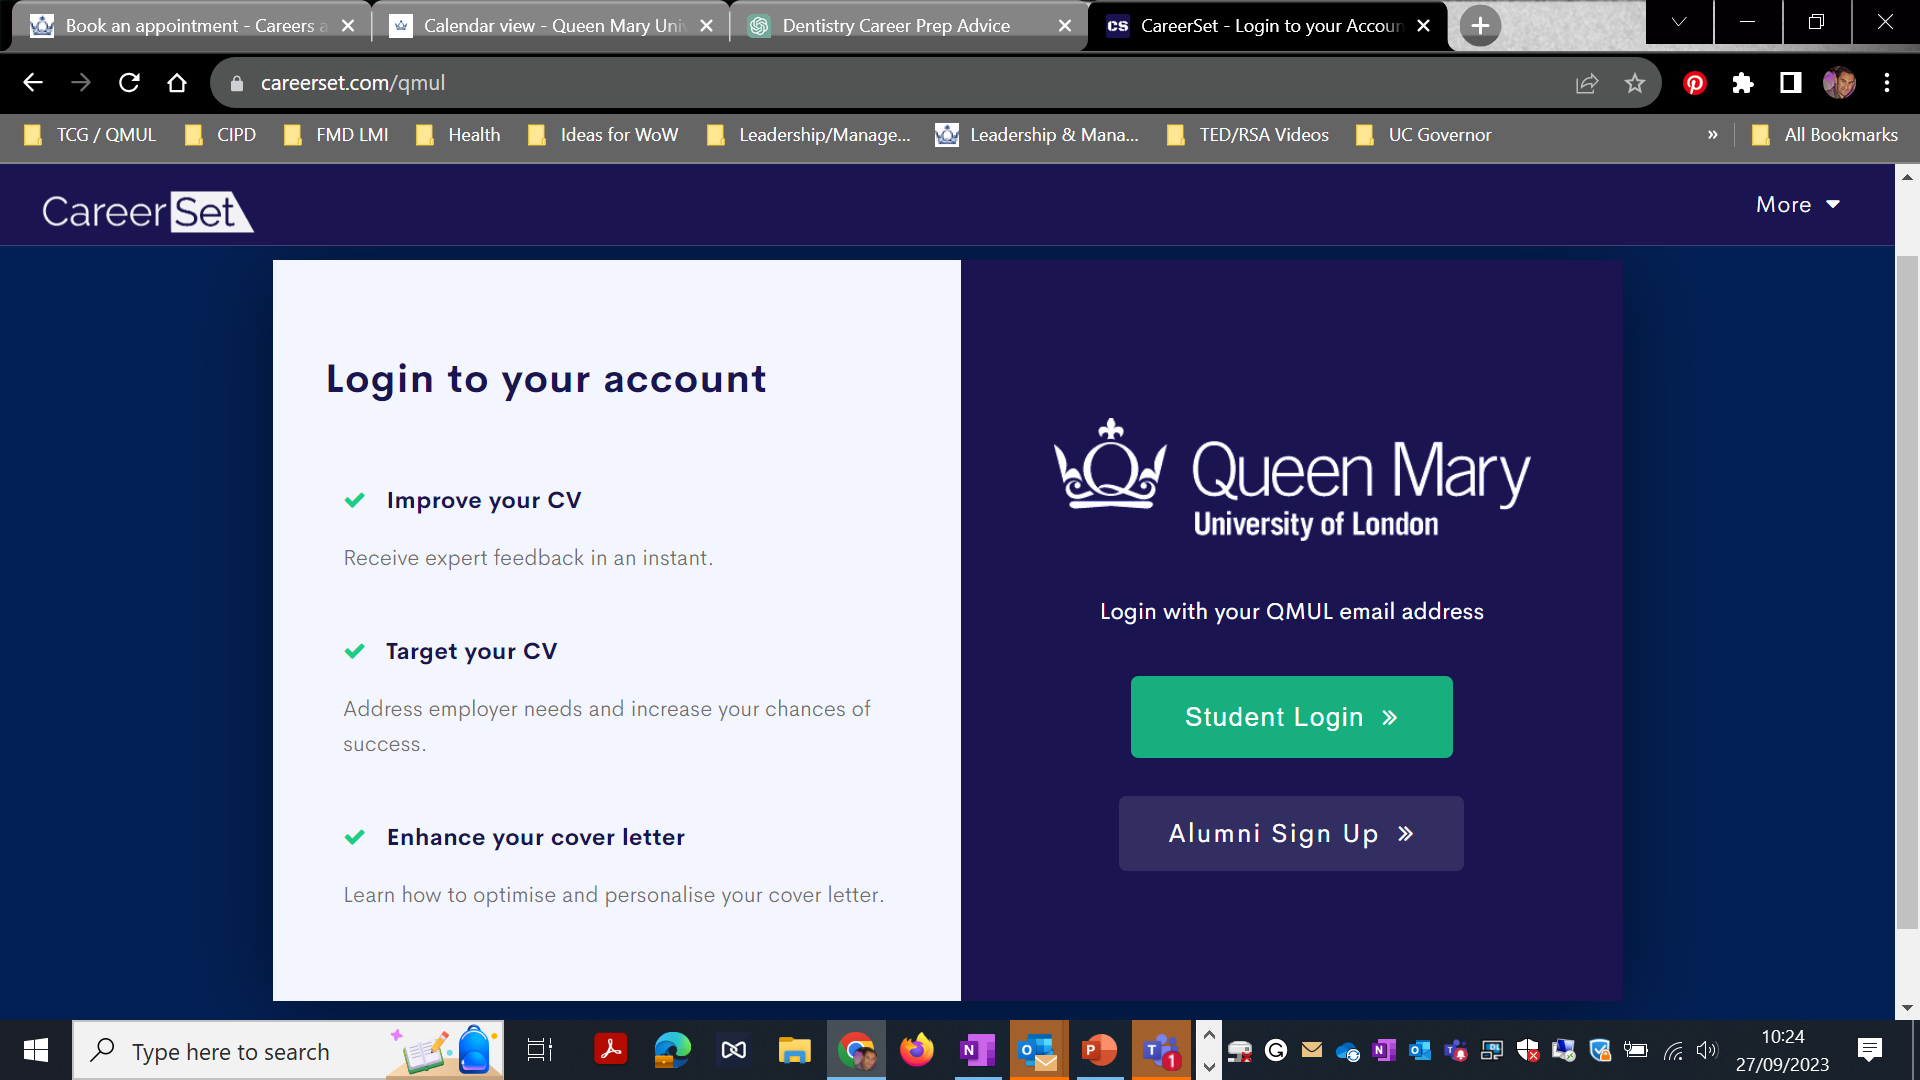 Book an appointment - Careers a
Calendar view - Queen Mary Uni
Dentistry Career Prep Advice
CS CareerSet - Login to your Accoun
careerset.com/qmul
TCG / QMUL
CIPD
FMD LMI
Health
Ideas for WoW
Leadership/Manage...
Leadership & Mana...
TED/RSA Videos
UC Governor
»
All Bookmarks
CareerSet
More
Login to your account
Improve your CV
Receive expert feedback in an instant.
Target your CV
Address employer needs and increase your chances of
success.
Enhance your cover letter
Learn how to optimise and personalise your cover letter.
Queen Mary
University of London
Login with your QMUL email address
Student Login »
Alumni Sign Up »
Type here to search
10:24
27/09/2023